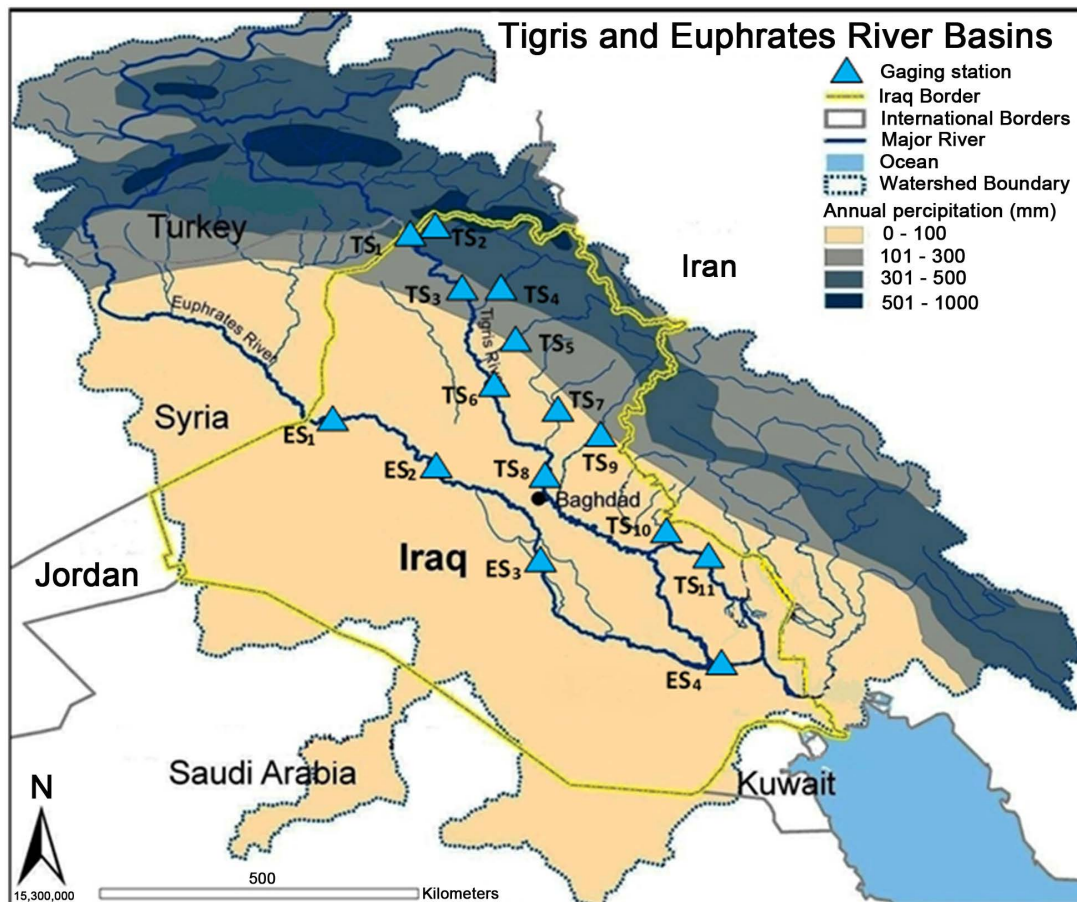 Tigris and Euphrates River Basins
Gaging station
Iraq Border
International Borders
Major River
Ocean
Watershed Boundary
Annual percipitation (mm)
0 - 100
101 - 300
301 - 500
501 - 1000
Turkey
TS1
TS2
Iran
TS3
TS4
Euphrates River
Tigris Riv
TS5
TS6
TS7
Syria
ES1
TS9
ES2
TS8
Baghdad
TS10
Iraq
ES3
Jordan
TS11
ES4
Saudi Arabia
Kuwait
N
500
15,300,000
Kilometers